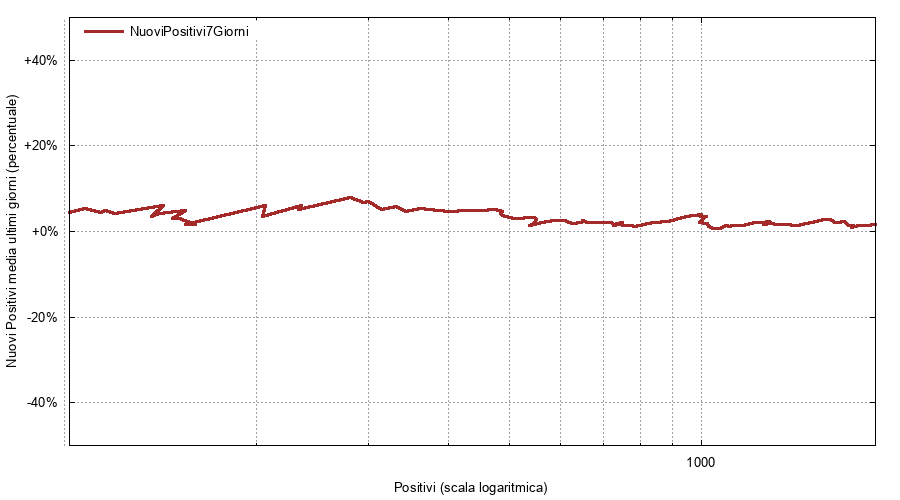 NuoviPositivi7Giorni
+40%
+20%
+0%
-20%
-40%
Nuovi Positivi media ultimi giorni (percentuale)
1000
Positivi (scala logaritmica)